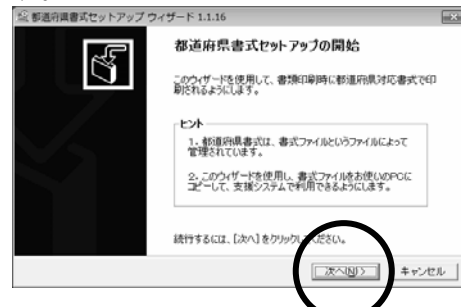 都道府県書式セットアップ ウィザード 1.1.16
都道府県書式セットアップの開始
このウィザードを使用して、書類印刷時に都道府県対応書式で印
刷されるようにします。
ヒント
1. 都道府県書式は、書式ファイルというファイルによって
管理されています。
2. このウィザードを使用し、書式ファイルをお使いのPCに
コピーして、支援システムで利用できるようにします。
続行するには、[次へ]をクリックしてください。
次へ(N) >
キャンセル